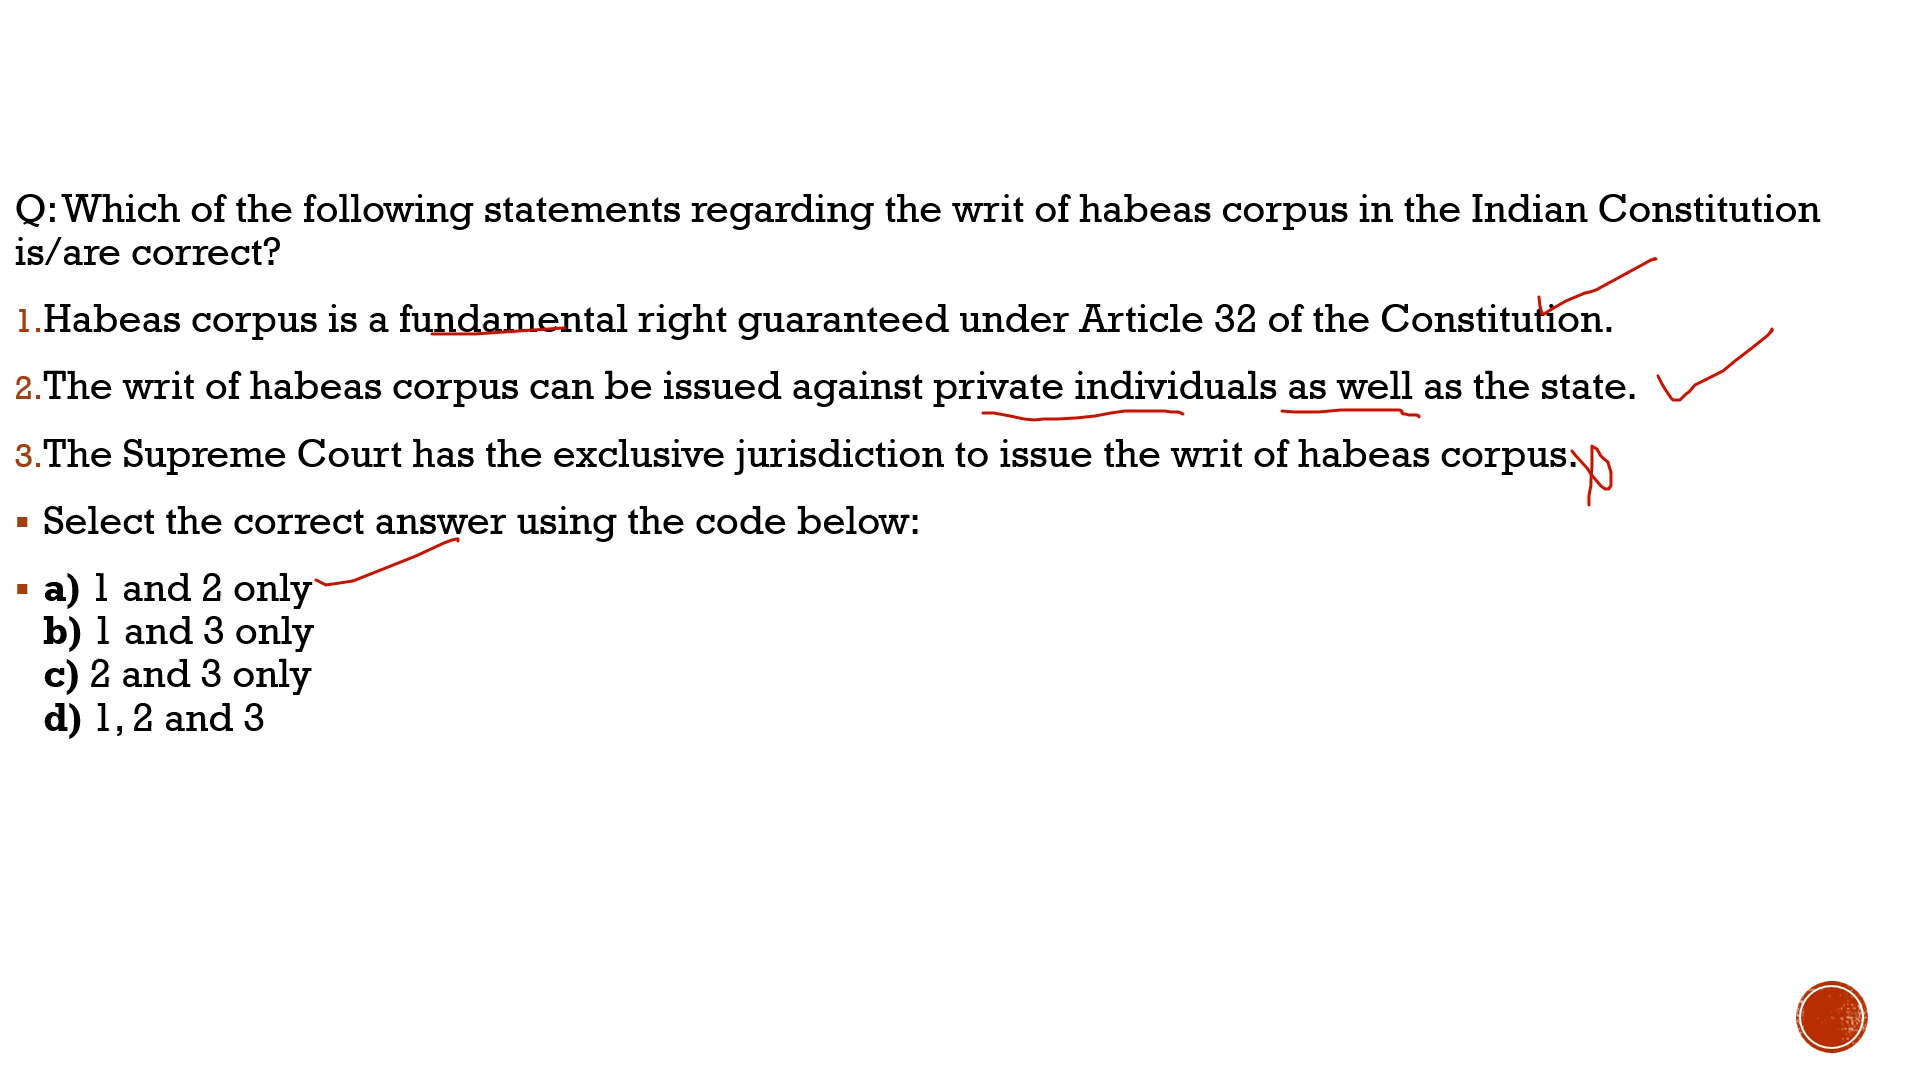 Q: Which of the following statements regarding the writ of habeas corpus in the Indian Constitution
is/are correct?
1. Habeas corpus is a fundamental right guaranteed under Article 32 of the Constitution.
2. The writ of habeas corpus can be issued against private individuals as well as the state.
3. The Supreme Court has the exclusive jurisdiction to issue the writ of habeas corpus.
▪ Select the correct answer using the code below:
▪ a) 1 and 2 only
b) 1 and 3 only
c) 2 and 3 only
d) 1, 2 and 3